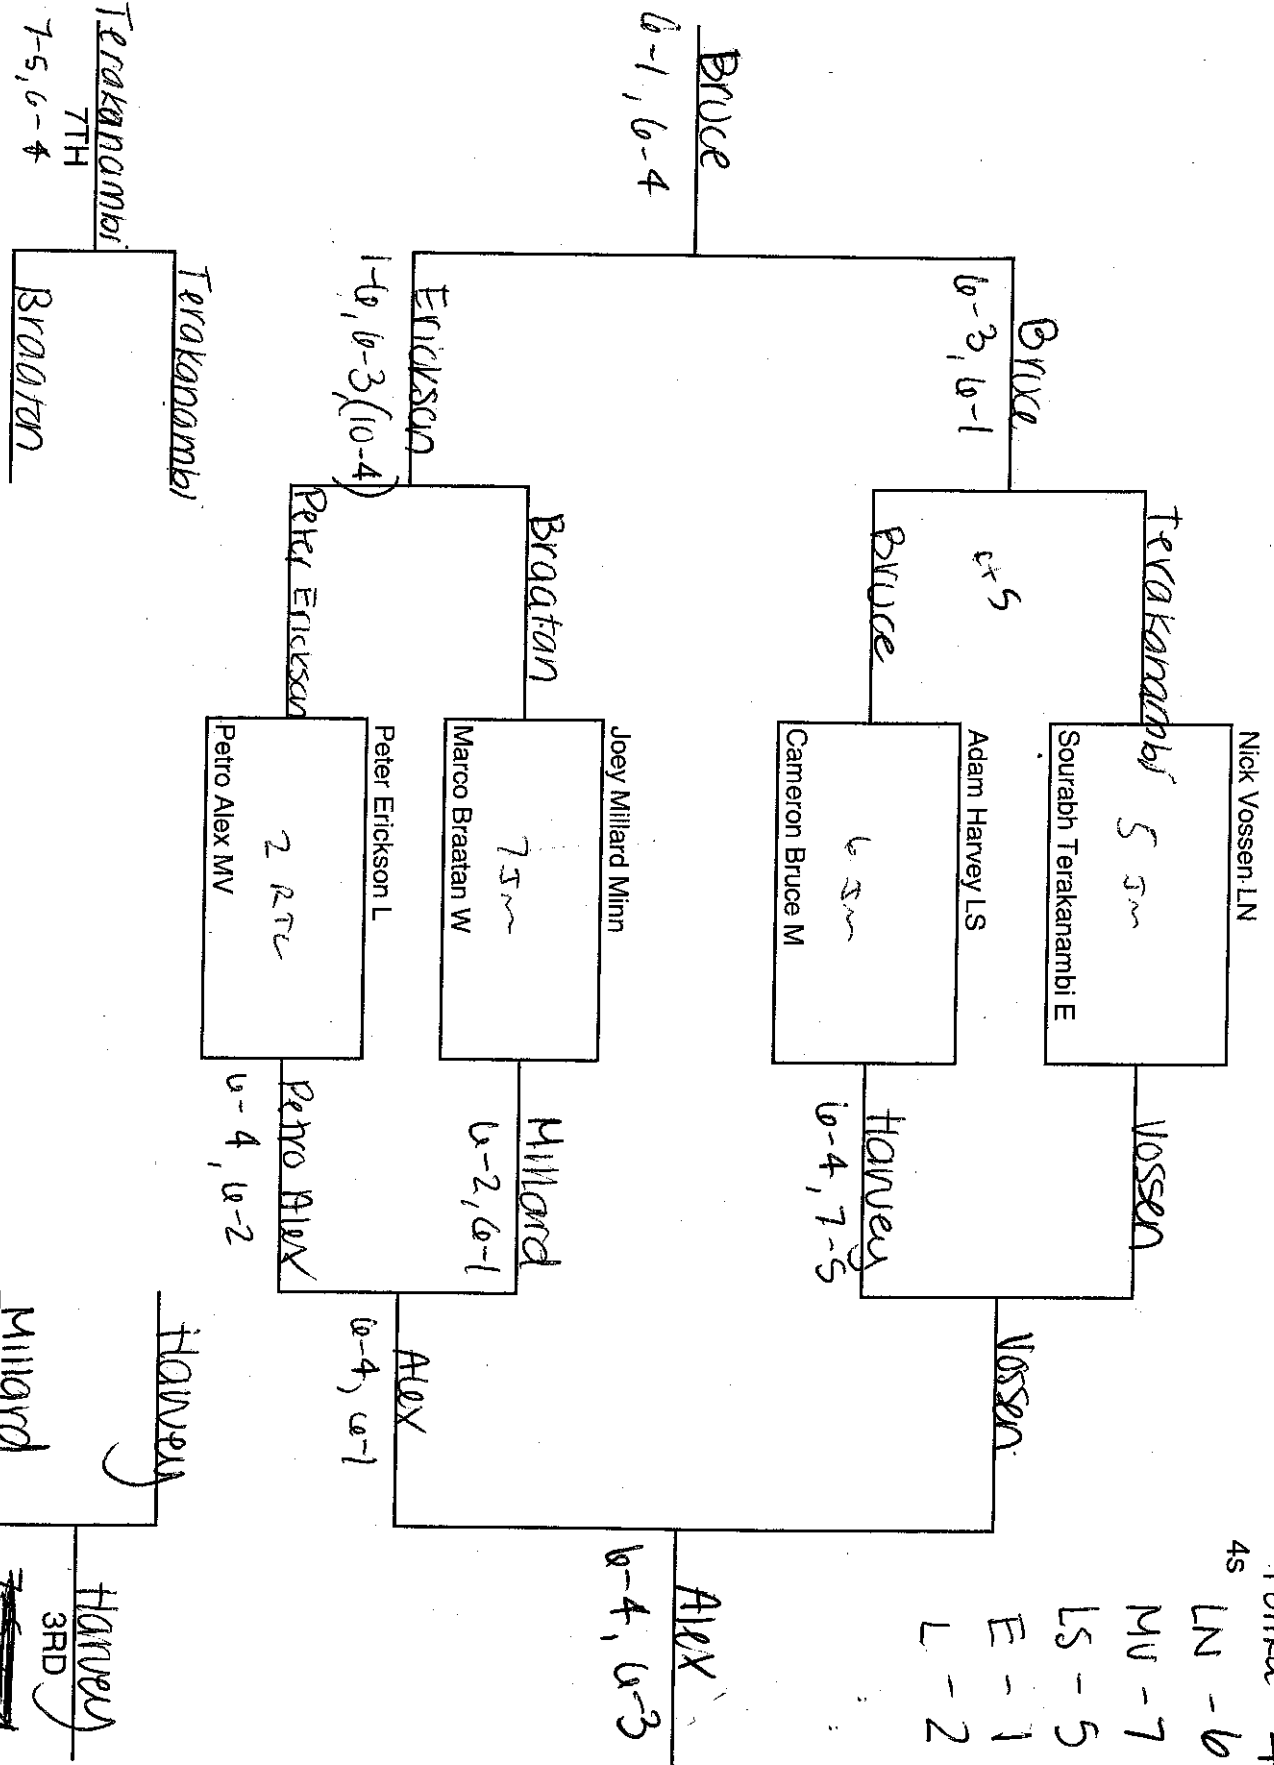 4s
LN - 6
MV - 7
LS - 5
E - 1
L - 2
Nick Vossen LN
5 Jm
Sourabh Terakanambi E
Adam Harvey LS
6 Jm
Cameron Bruce M
Joey Millard Minn
7 Jm
Marco Braatan W
Peter Erickson L
2 RTC
Petro Alex MV
Terakanambi
Bruce
Braatan
Peter Erickson
Bruce
6-3, 6-1
Erickson
1-6, 6-3, (10-4)
Bruce
6-1, 6-4
Terakanambi
Braatan
Terakanambi
7TH
7-5, 6-4
Vossen
Harvey
6-4, 7-5
Millard
6-2, 6-1
Petro Alex
6-4, 6-2
Vossen
Alex
6-4, 6-1
Alex
6-4, 6-3
Harvey
Millard
Harvey
3RD